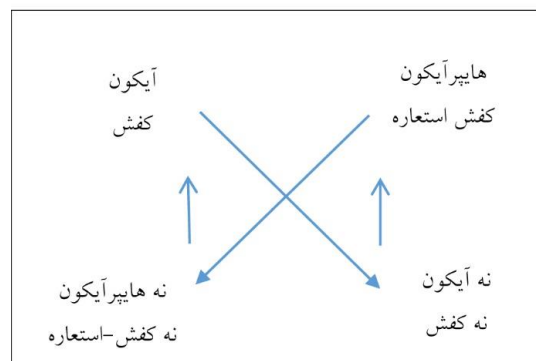 هایپرآیکون
کفش استعاره
آیکون
کفش
نه آیکون
نه کفش
نه هایپرآیکون
نه کفش-استعاره